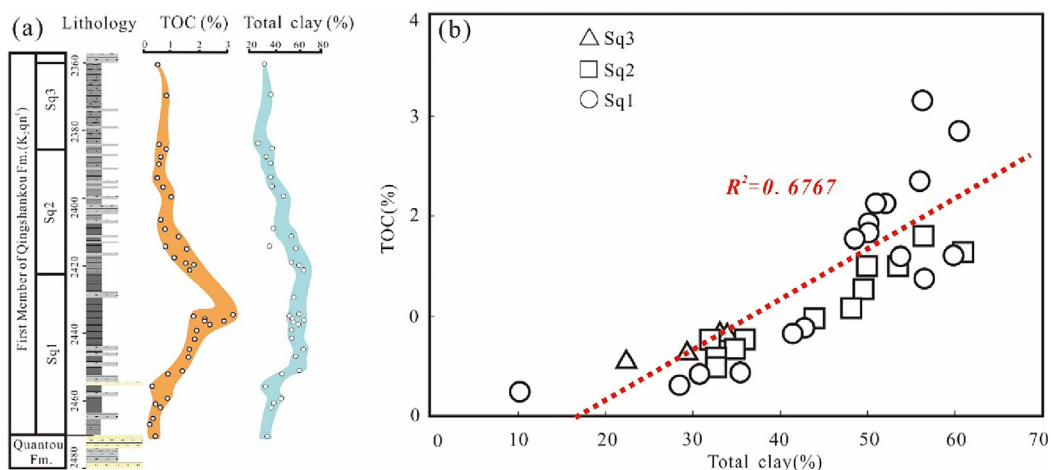 (a)
Lithology
TOC (%)
Total clay(%)
0 1 2 3
20 40 60 80
First Member of Qingshankou Fm.(K₂qn¹)
Sq3
Sq2
Sq1
Quantou
Fm.
2360
2380
2400
2420
2440
2460
2480
(b)
Sq3
Sq2
Sq1
R²=0.6767
TOC(%)
4
3
0
0
0
0 10 20 30 40 50 60 70
Total clay(%)